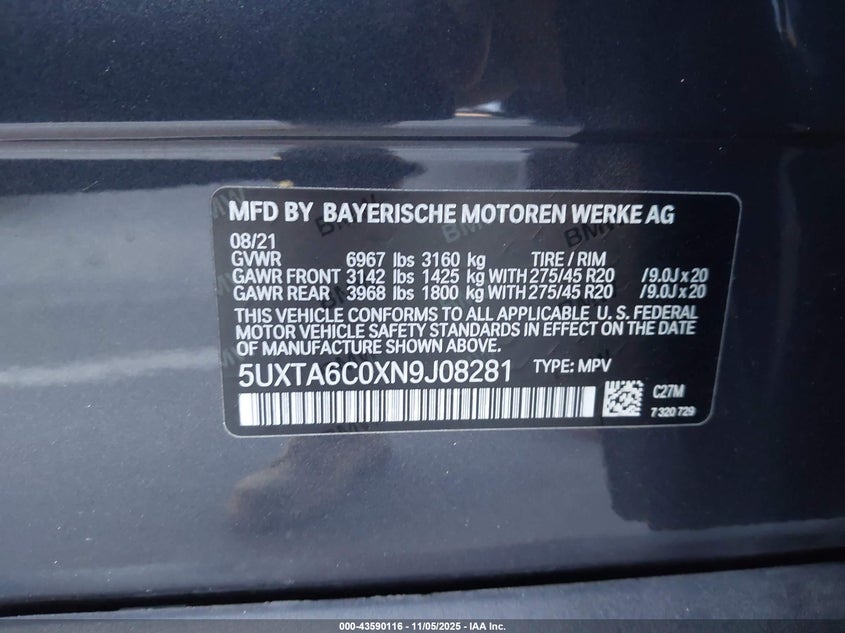 MFD BY BAYERISCHE MOTOREN WERKE AG
08/21
GVWR 6967 lbs 3160 kg TIRE / RIM
GAWR FRONT 3142 lbs 1425 kg WITH 275/45 R20 /9.0J x 20
GAWR REAR 3968 lbs 1800 kg WITH 275/45 R20 /9.0J x 20
THIS VEHICLE CONFORMS TO ALL APPLICABLE U. S. FEDERAL
MOTOR VEHICLE SAFETY STANDARDS IN EFFECT ON THE DATE
OF MANUFACTURE SHOWN ABOVE.
5UXTA6C0XN9J08281 TYPE: MPV
C27M
7 320 729
000-43590116 - 11/05/2025 - IAA Inc.